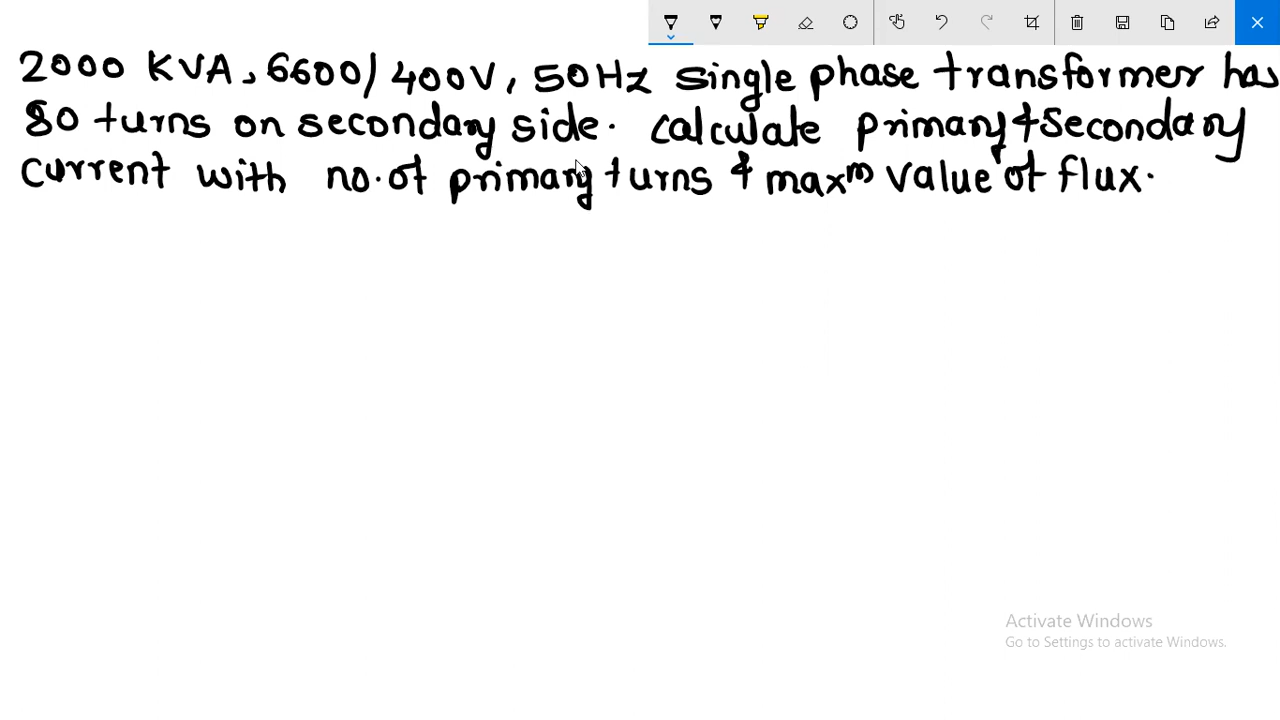 2000 KVA, 6600/400V, 50Hz single phase transformer has
80 turns on secondary side. calculate primary & secondary
current with no. of primary turns & maxm value of flux.
Activate Windows
Go to Settings to activate Windows.